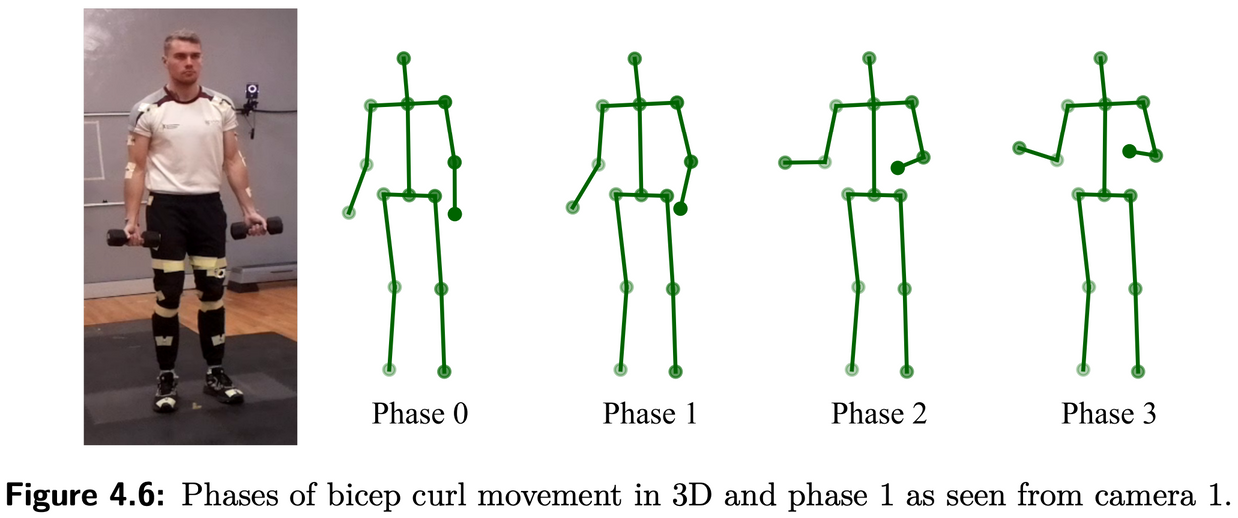 Phase 0
Phase 1
Phase 2
Phase 3
Figure 4.6: Phases of bicep curl movement in 3D and phase 1 as seen from camera 1.